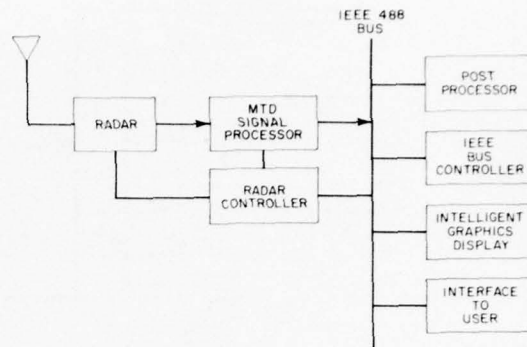 IEEE 488
BUS
RADAR
MTD
SIGNAL
PROCESSOR
RADAR
CONTROLLER
POST
PROCESSOR
IEEE
BUS
CONTROLLER
INTELLIGENT
GRAPHICS
DISPLAY
INTERFACE
TO
USER